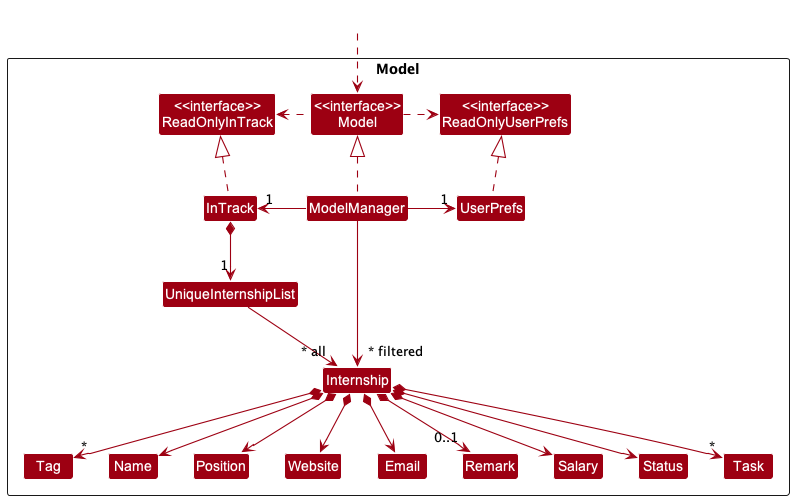 Model
<<interface>>
ReadOnlyInTrack
<<interface>>
Model
<<interface>>
ReadOnlyUserPrefs
InTrack
1
ModelManager
1
UserPrefs
1
UniqueInternshipList
* all
* filtered
Internship
*
0..1
*
Tag
Name
Position
Website
Email
Remark
Salary
Status
Task